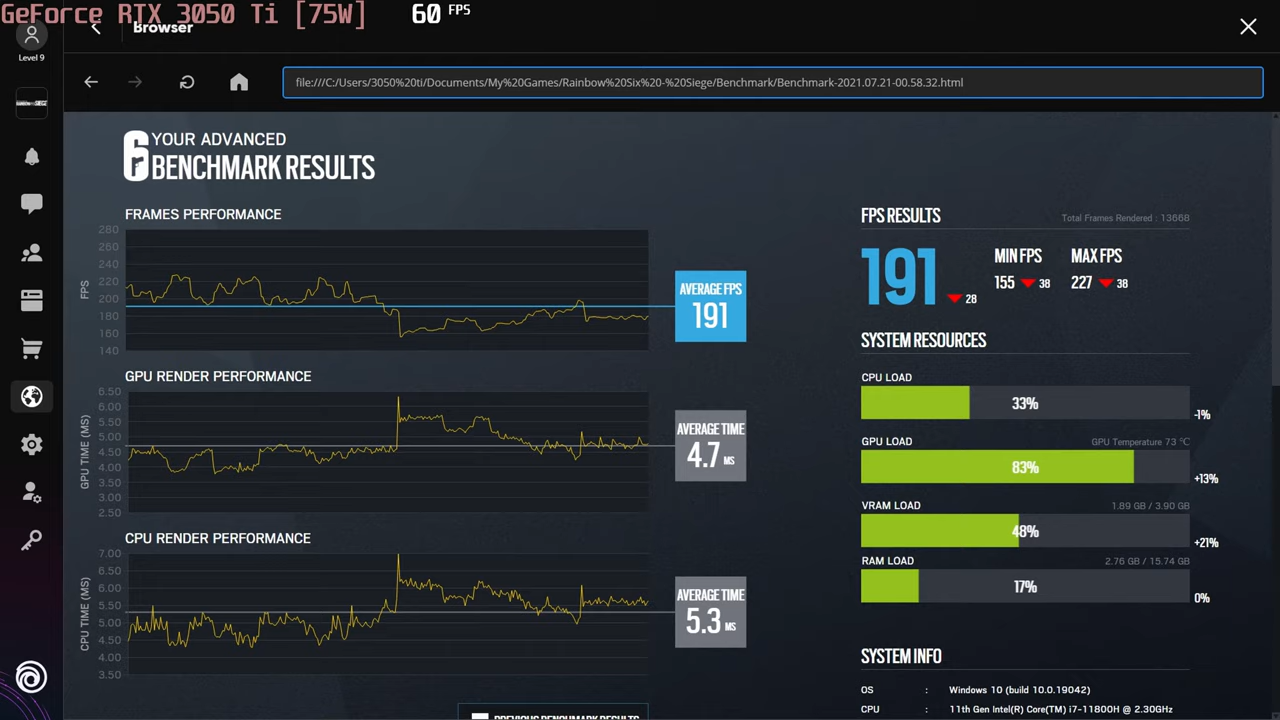 GeForce RTX 3050 Ti [75W] 60 FPS
Browser
Level 9
file:///C:/Users/3050%20ti/Documents/My%20Games/Rainbow%20Six%20-%20Siege/Benchmark/Benchmark-2021.07.21-00.58.32.html
YOUR ADVANCED
BENCHMARK RESULTS
FRAMES PERFORMANCE
280
260
240
220
200
180
160
140
FPS
AVERAGE FPS
191
GPU RENDER PERFORMANCE
6.50
6.00
5.50
5.00
4.50
4.00
3.50
3.00
2.50
GPU TIME (MS)
AVERAGE TIME
4.7 MS
CPU RENDER PERFORMANCE
7.00
6.50
6.00
5.50
5.00
4.50
4.00
3.50
CPU TIME (MS)
AVERAGE TIME
5.3 MS
PREVIOUS BENCHMARK RESULTS
FPS RESULTS
Total Frames Rendered : 13668
191 28
MIN FPS
155 38
MAX FPS
227 38
SYSTEM RESOURCES
CPU LOAD
33%
-1%
GPU LOAD
GPU Temperature 73 °C
83%
+13%
VRAM LOAD
1.89 GB / 3.90 GB
48%
+21%
RAM LOAD
2.76 GB / 15.74 GB
17%
0%
SYSTEM INFO
OS : Windows 10 (build 10.0.19042)
CPU : 11th Gen Intel(R) Core(TM) i7-11800H @ 2.30GHz